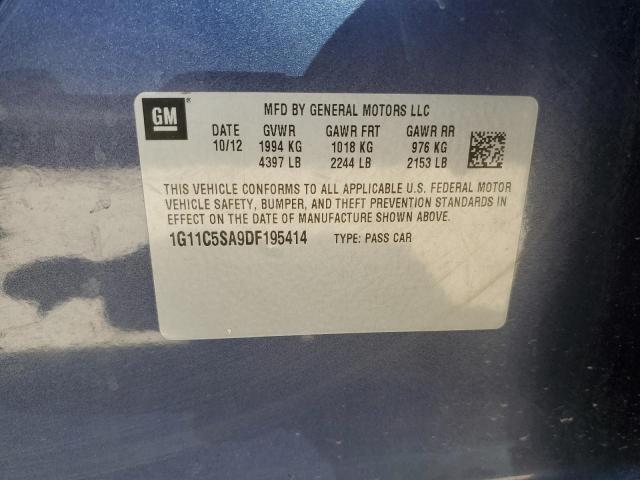 GM
MFD BY GENERAL MOTORS LLC
DATE GVWR GAWR FRT GAWR RR
10/12 1994 KG 1018 KG 976 KG
4397 LB 2244 LB 2153 LB
THIS VEHICLE CONFORMS TO ALL APPLICABLE U.S. FEDERAL MOTOR
VEHICLE SAFETY, BUMPER, AND THEFT PREVENTION STANDARDS IN
EFFECT ON THE DATE OF MANUFACTURE SHOWN ABOVE.
1G11C5SA9DF195414 TYPE: PASS CAR